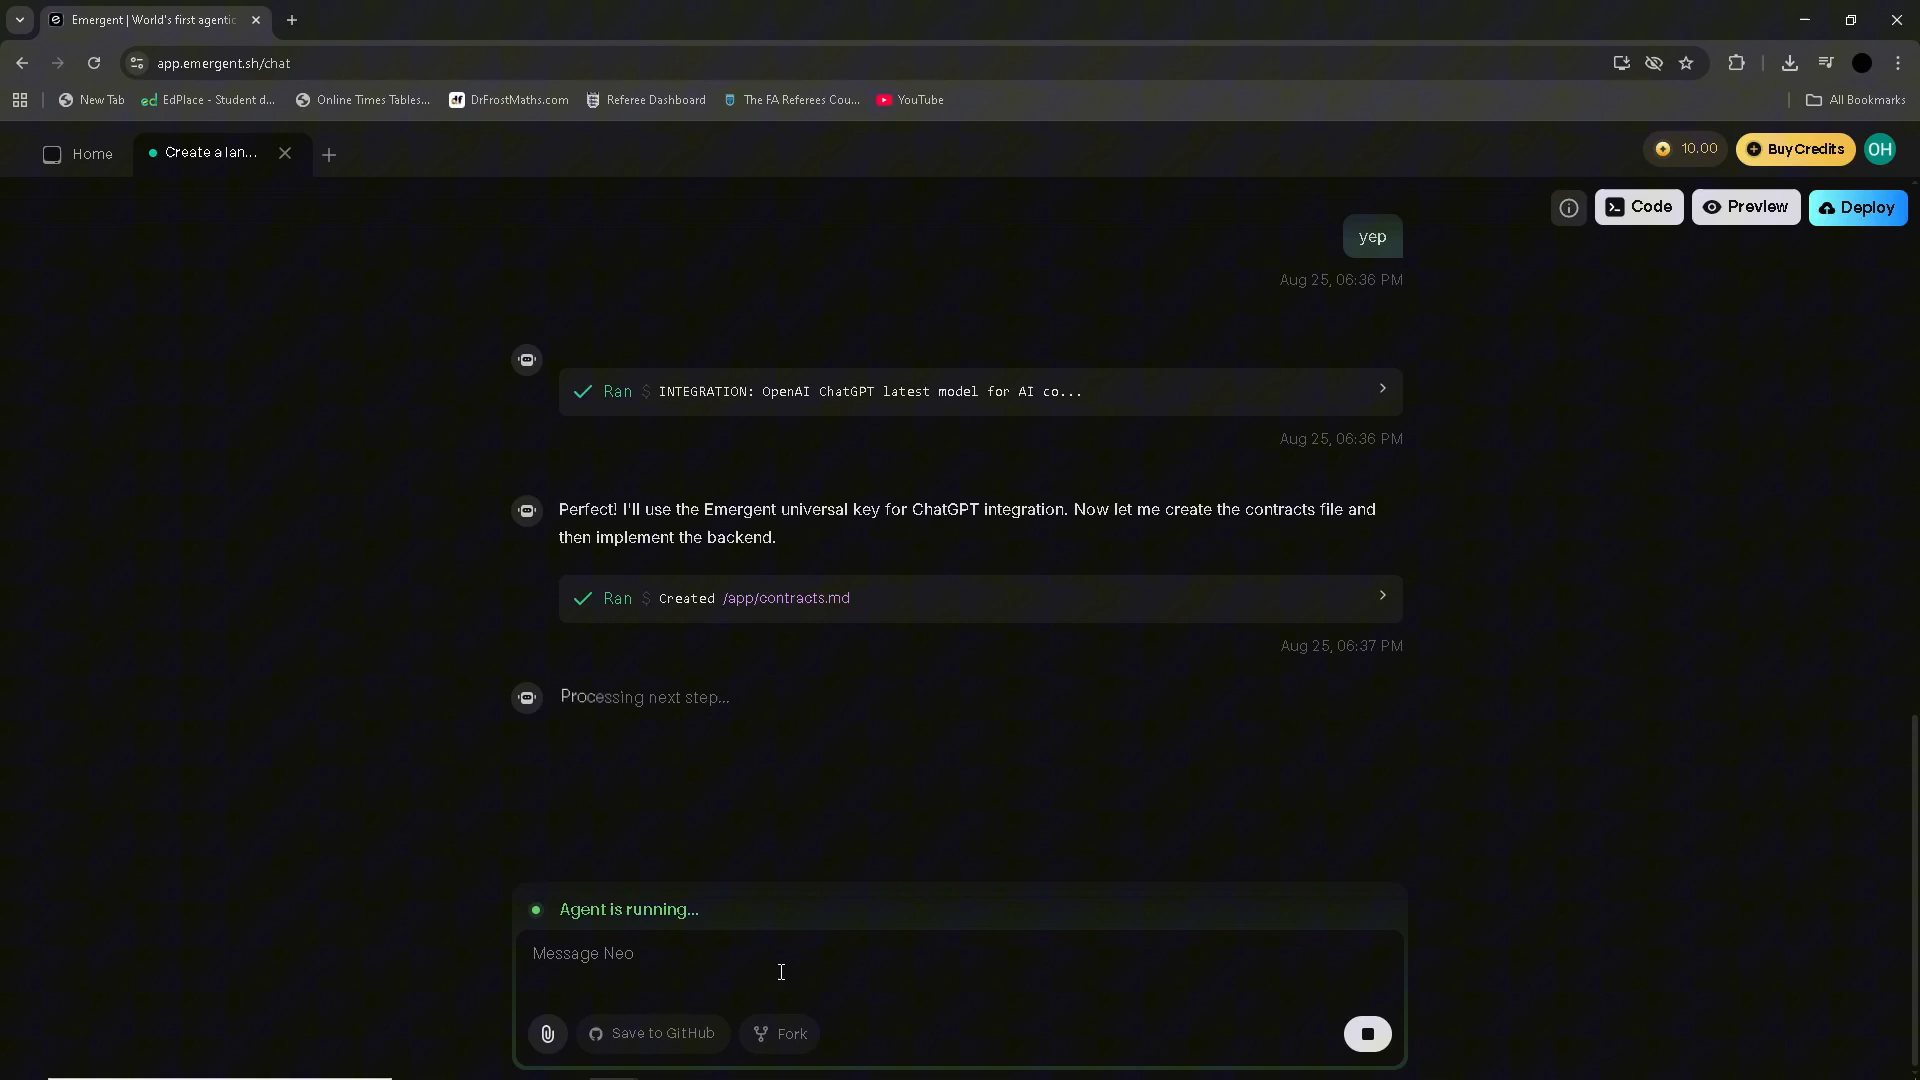 Emergent | World's first agentic
app.emergent.sh/chat
New Tab
EdPlace - Student d...
Online Times Tables...
DrFrostMaths.com
Referee Dashboard
The FA Referees Cou...
YouTube
All Bookmarks
Home
Create a lan...
10.00
Buy Credits
OH
Code
Preview
Deploy
yep
Aug 25, 06:36 PM
Ran $ INTEGRATION: OpenAI ChatGPT latest model for AI co...
Aug 25, 06:36 PM
Perfect! I'll use the Emergent universal key for ChatGPT integration. Now let me create the contracts file and
then implement the backend.
Ran $ Created /app/contracts.md
Aug 25, 06:37 PM
Processing next step...
Agent is running...
Message Neo
Save to GitHub
Fork